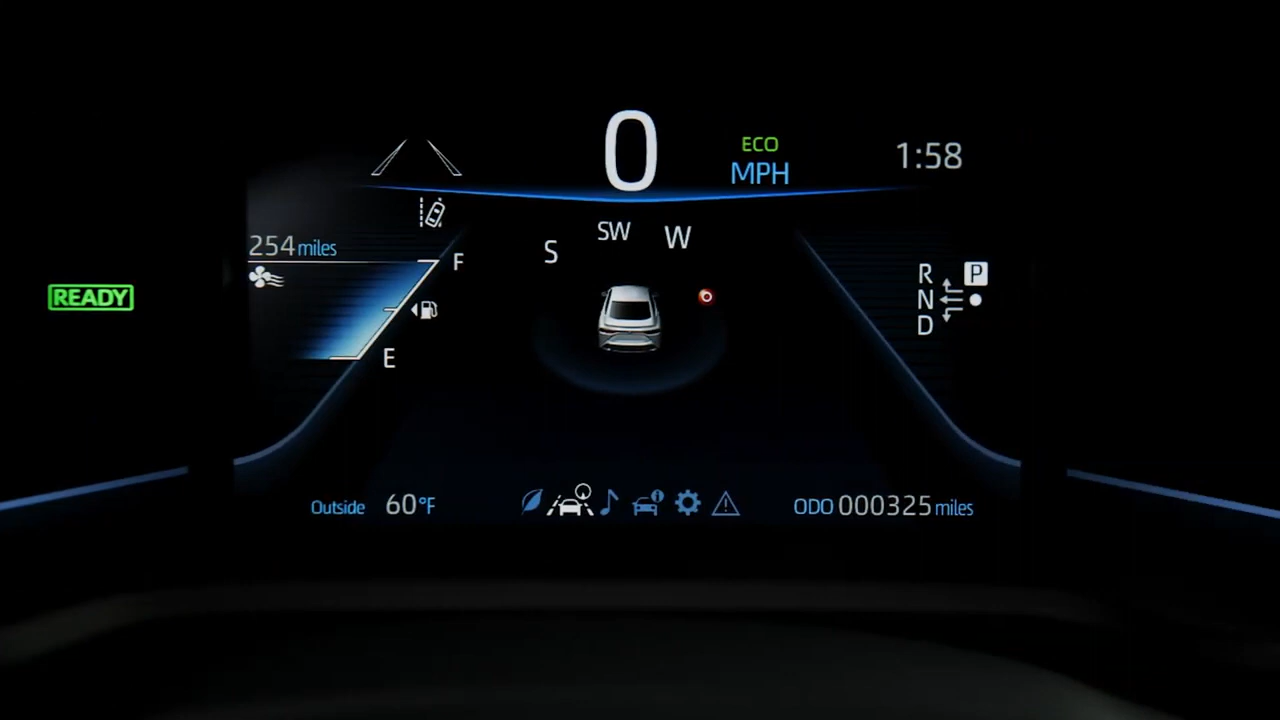 0
ECO
MPH
1:58
254 miles
F
E
READY
S
SW
W
R
N
D
P
Outside 60°F
ODO 000325 miles